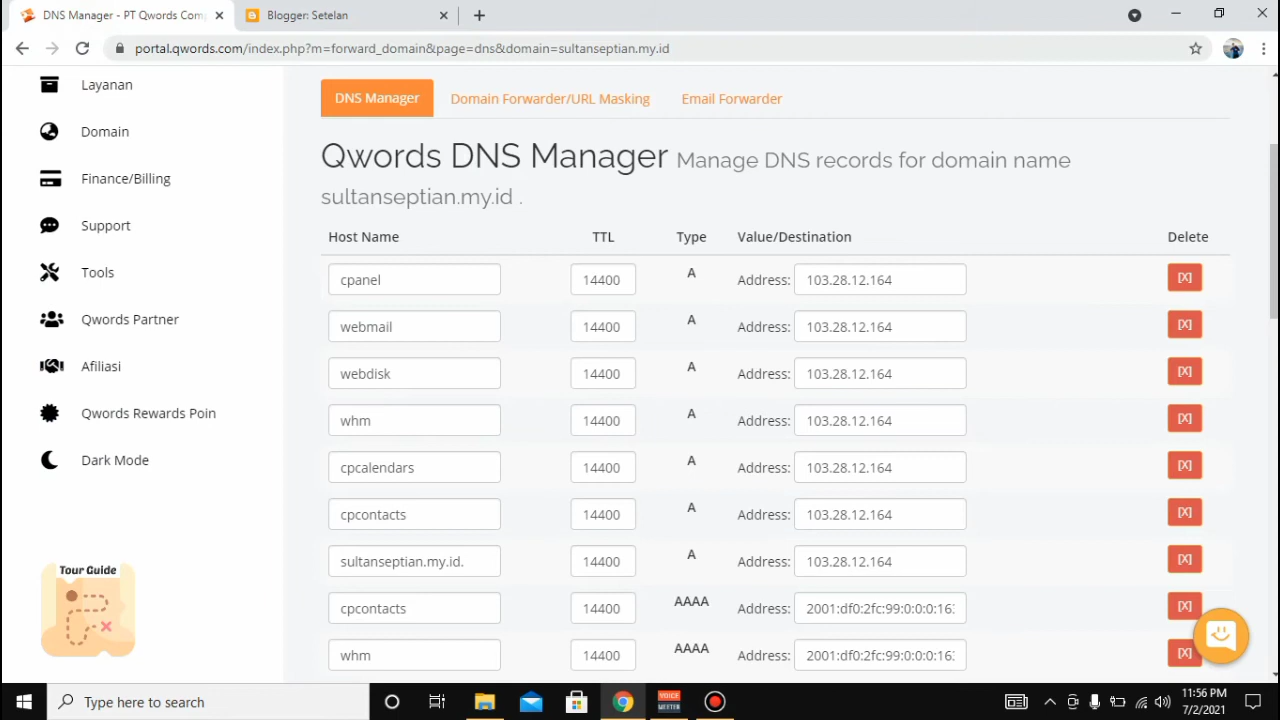 DNS Manager - PT Qwords Com
Blogger: Setelan
portal.qwords.com/index.php?m=forward_domain&page=dns&domain=sultanseptian.my.id
Layanan
Domain
Finance/Billing
Support
Tools
Qwords Partner
Afiliasi
Qwords Rewards Poin
Dark Mode
Tour Guide
DNS Manager Domain Forwarder/URL Masking Email Forwarder
Qwords DNS Manager Manage DNS records for domain name
sultanseptian.my.id .
Host Name TTL Type Value/Destination Delete
cpanel 14400 A Address: 103.28.12.164 [X]
webmail 14400 A Address: 103.28.12.164 [X]
webdisk 14400 A Address: 103.28.12.164 [X]
whm 14400 A Address: 103.28.12.164 [X]
cpcalendars 14400 A Address: 103.28.12.164 [X]
cpcontacts 14400 A Address: 103.28.12.164 [X]
sultanseptian.my.id. 14400 A Address: 103.28.12.164 [X]
cpcontacts 14400 AAAA Address: 2001:df0:2fc:99:0:0:0:16: [X]
whm 14400 AAAA Address: 2001:df0:2fc:99:0:0:0:16: [X]
Type here to search
VOICE
MEETER
11:56 PM
7/2/2021